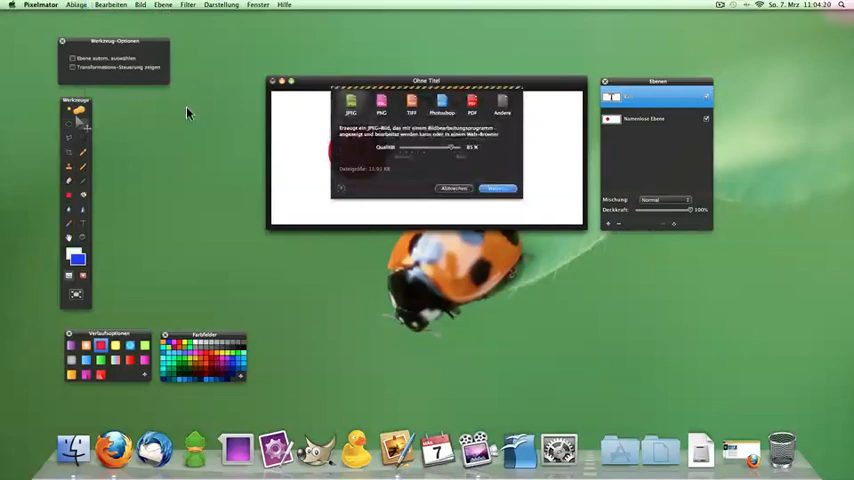 Pixelmator Ablage Bearbeiten Bild Ebene Filter Darstellung Fenster Hilfe So. 7. Mrz 11:04:20
Werkzeug-Optionen
Ebene autom. auswählen
Transformations-Steuerung zeigen
Werkzeuge
Ohne Titel
JPEG PNG TIFF Photoshop PDF Andere
Erzeugt ein JPEG-Bild, das mit einem Bildbearbeitungsprogramm
angezeigt und bearbeitet werden kann oder in einem Web-Browser
Qualität 83 %
Abbrechen
Ebenen
Namenlose Ebene
Mischung: Normal
Deckkraft: 100%
Verlaufsoptionen
Farbfelder
7